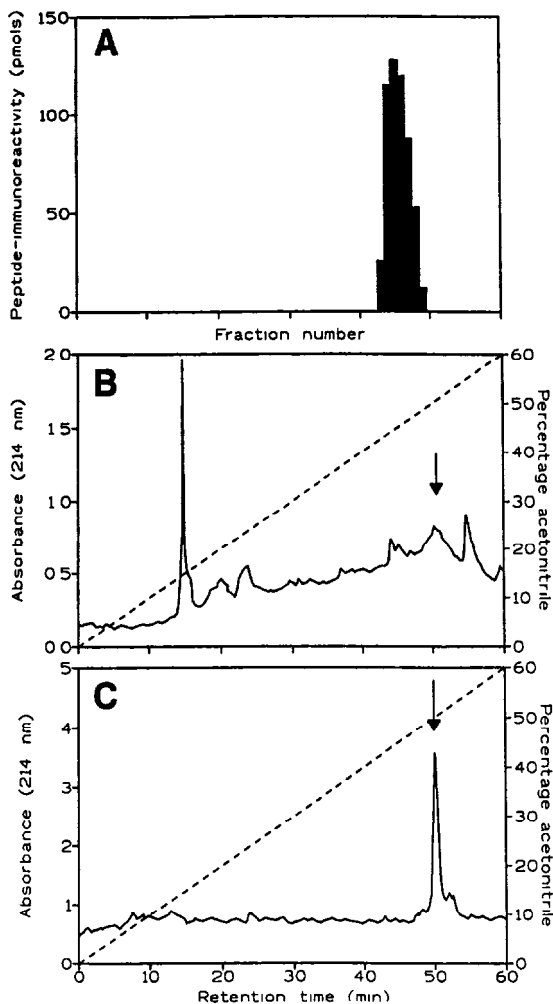 A
Peptide-immunoreactivity (pmols)
150
100
50
0
Fraction number
B
Absorbance (214 nm)
2 0
1 5
1 0
0 5
0 0
Percentage acetonitrile
60
50
40
30
20
10
0
C
Absorbance (214 nm)
5
4
3
2
1
0
Percentage acetonitrile
60
50
40
30
20
10
0
0 10 20 30 40 50 60
Retention time (min)